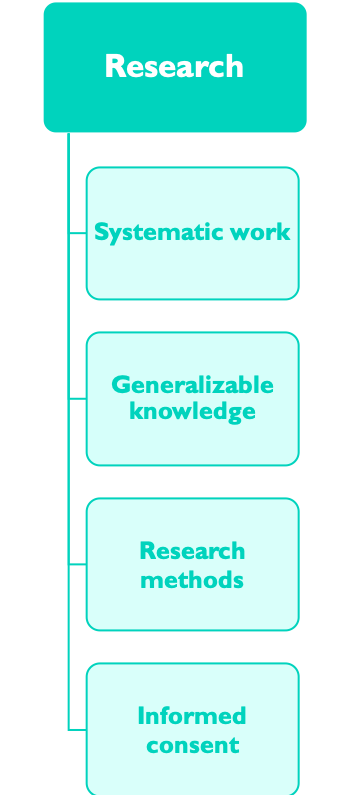 Research
Systematic work
Generalizable
knowledge
Research
methods
Informed
consent